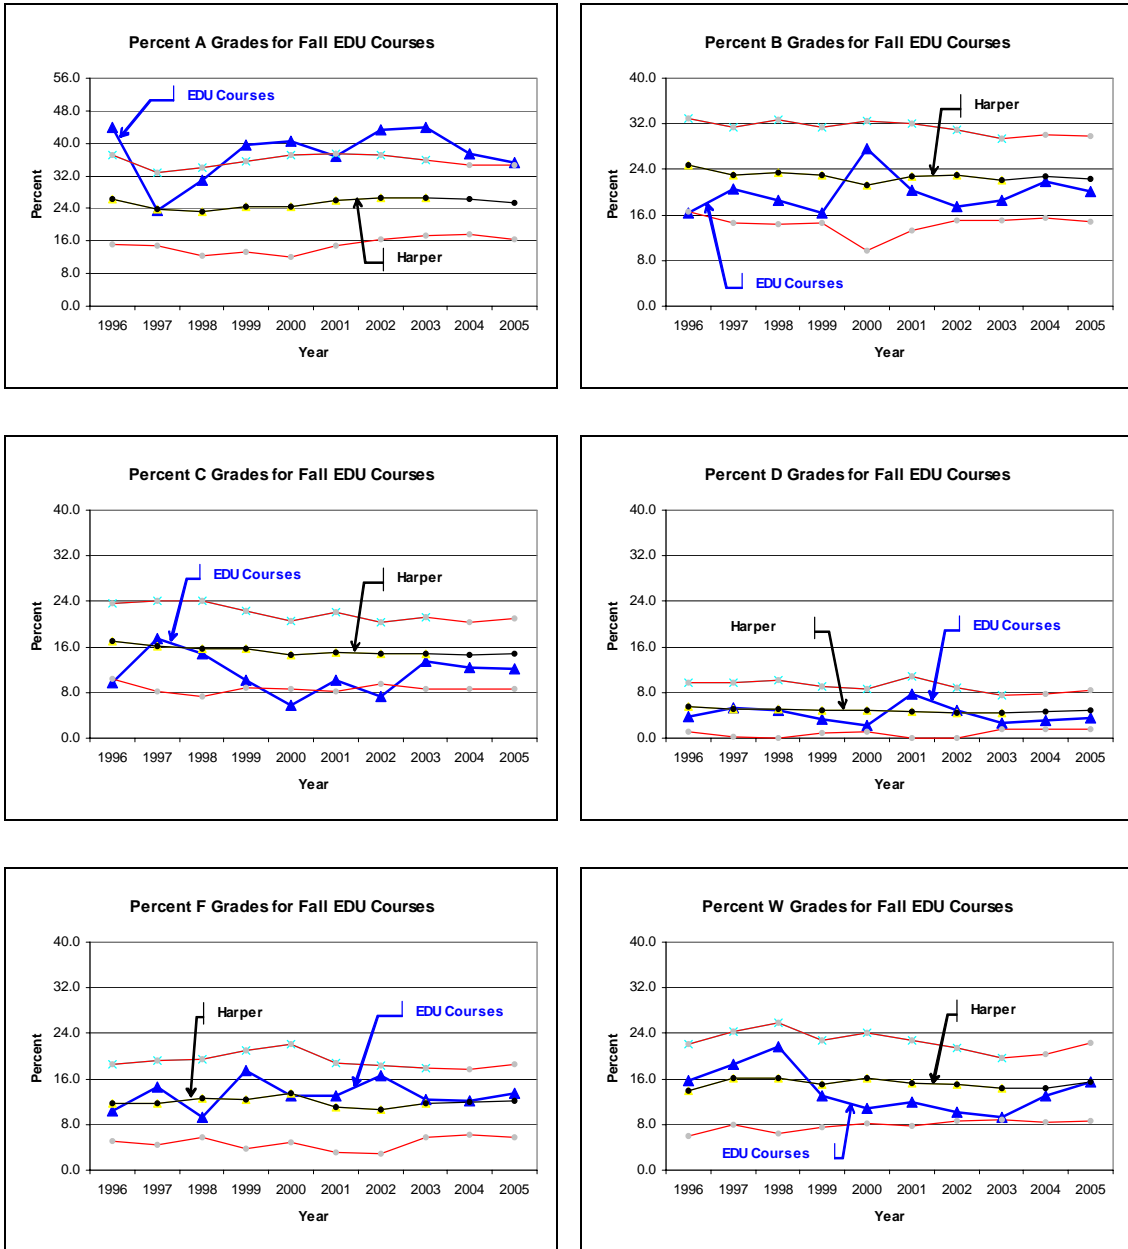 Percent A Grades for Fall EDU Courses
56.0
48.0
40.0
32.0
24.0
16.0
8.0
0.0
Percent
EDU Courses
Harper
1996 1997 1998 1999 2000 2001 2002 2003 2004 2005
Year
Percent B Grades for Fall EDU Courses
40.0
32.0
24.0
16.0
8.0
0.0
Percent
Harper
EDU Courses
1996 1997 1998 1999 2000 2001 2002 2003 2004 2005
Year
Percent C Grades for Fall EDU Courses
40.0
32.0
24.0
16.0
8.0
0.0
Percent
EDU Courses
Harper
1996 1997 1998 1999 2000 2001 2002 2003 2004 2005
Year
Percent D Grades for Fall EDU Courses
40.0
32.0
24.0
16.0
8.0
0.0
Percent
Harper
EDU Courses
1996 1997 1998 1999 2000 2001 2002 2003 2004 2005
Year
Percent F Grades for Fall EDU Courses
40.0
32.0
24.0
16.0
8.0
0.0
Percent
Harper
EDU Courses
1996 1997 1998 1999 2000 2001 2002 2003 2004 2005
Year
Percent W Grades for Fall EDU Courses
40.0
32.0
24.0
16.0
8.0
0.0
Percent
Harper
EDU Courses
1996 1997 1998 1999 2000 2001 2002 2003 2004 2005
Year